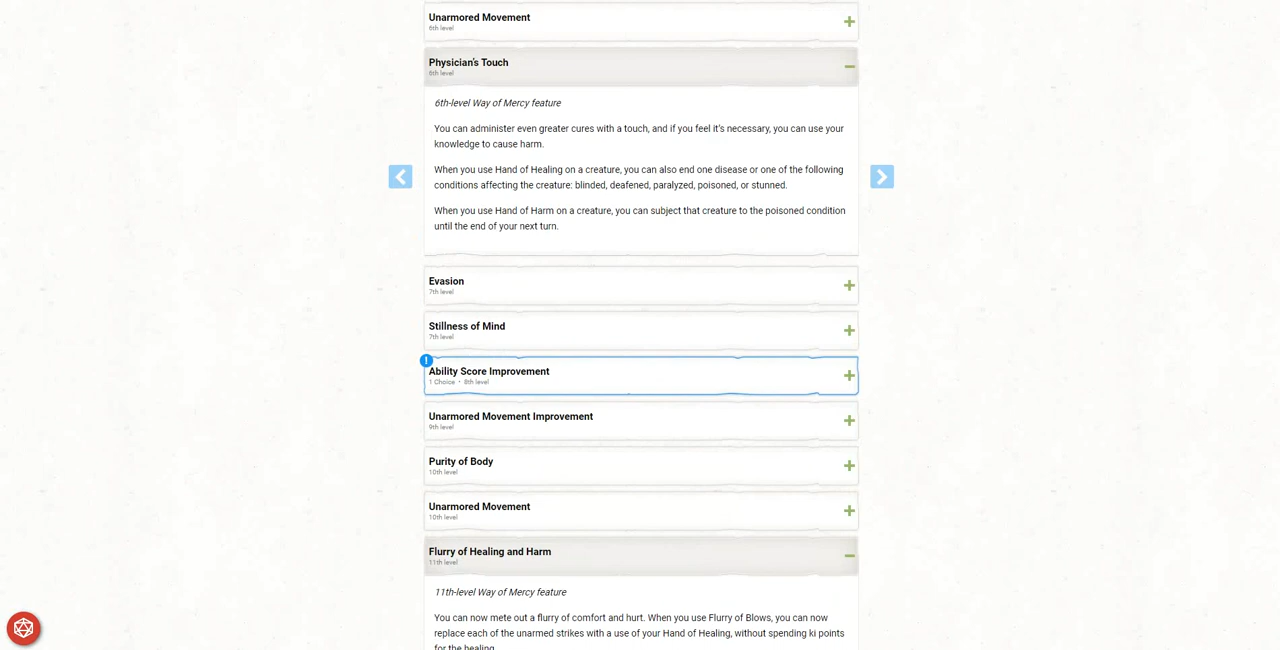 Unarmored Movement
6th level
Physician's Touch
6th level
6th-level Way of Mercy feature
You can administer even greater cures with a touch, and if you feel it's necessary, you can use your
knowledge to cause harm.
When you use Hand of Healing on a creature, you can also end one disease or one of the following
conditions affecting the creature: blinded, deafened, paralyzed, poisoned, or stunned.
When you use Hand of Harm on a creature, you can subject that creature to the poisoned condition
until the end of your next turn.
Evasion
7th level
Stillness of Mind
7th level
!
Ability Score Improvement
1 Choice • 8th level
Unarmored Movement Improvement
9th level
Purity of Body
10th level
Unarmored Movement
10th level
Flurry of Healing and Harm
11th level
11th-level Way of Mercy feature
You can now mete out a flurry of comfort and hurt. When you use Flurry of Blows, you can now
replace each of the unarmed strikes with a use of your Hand of Healing, without spending ki points
for the healing.